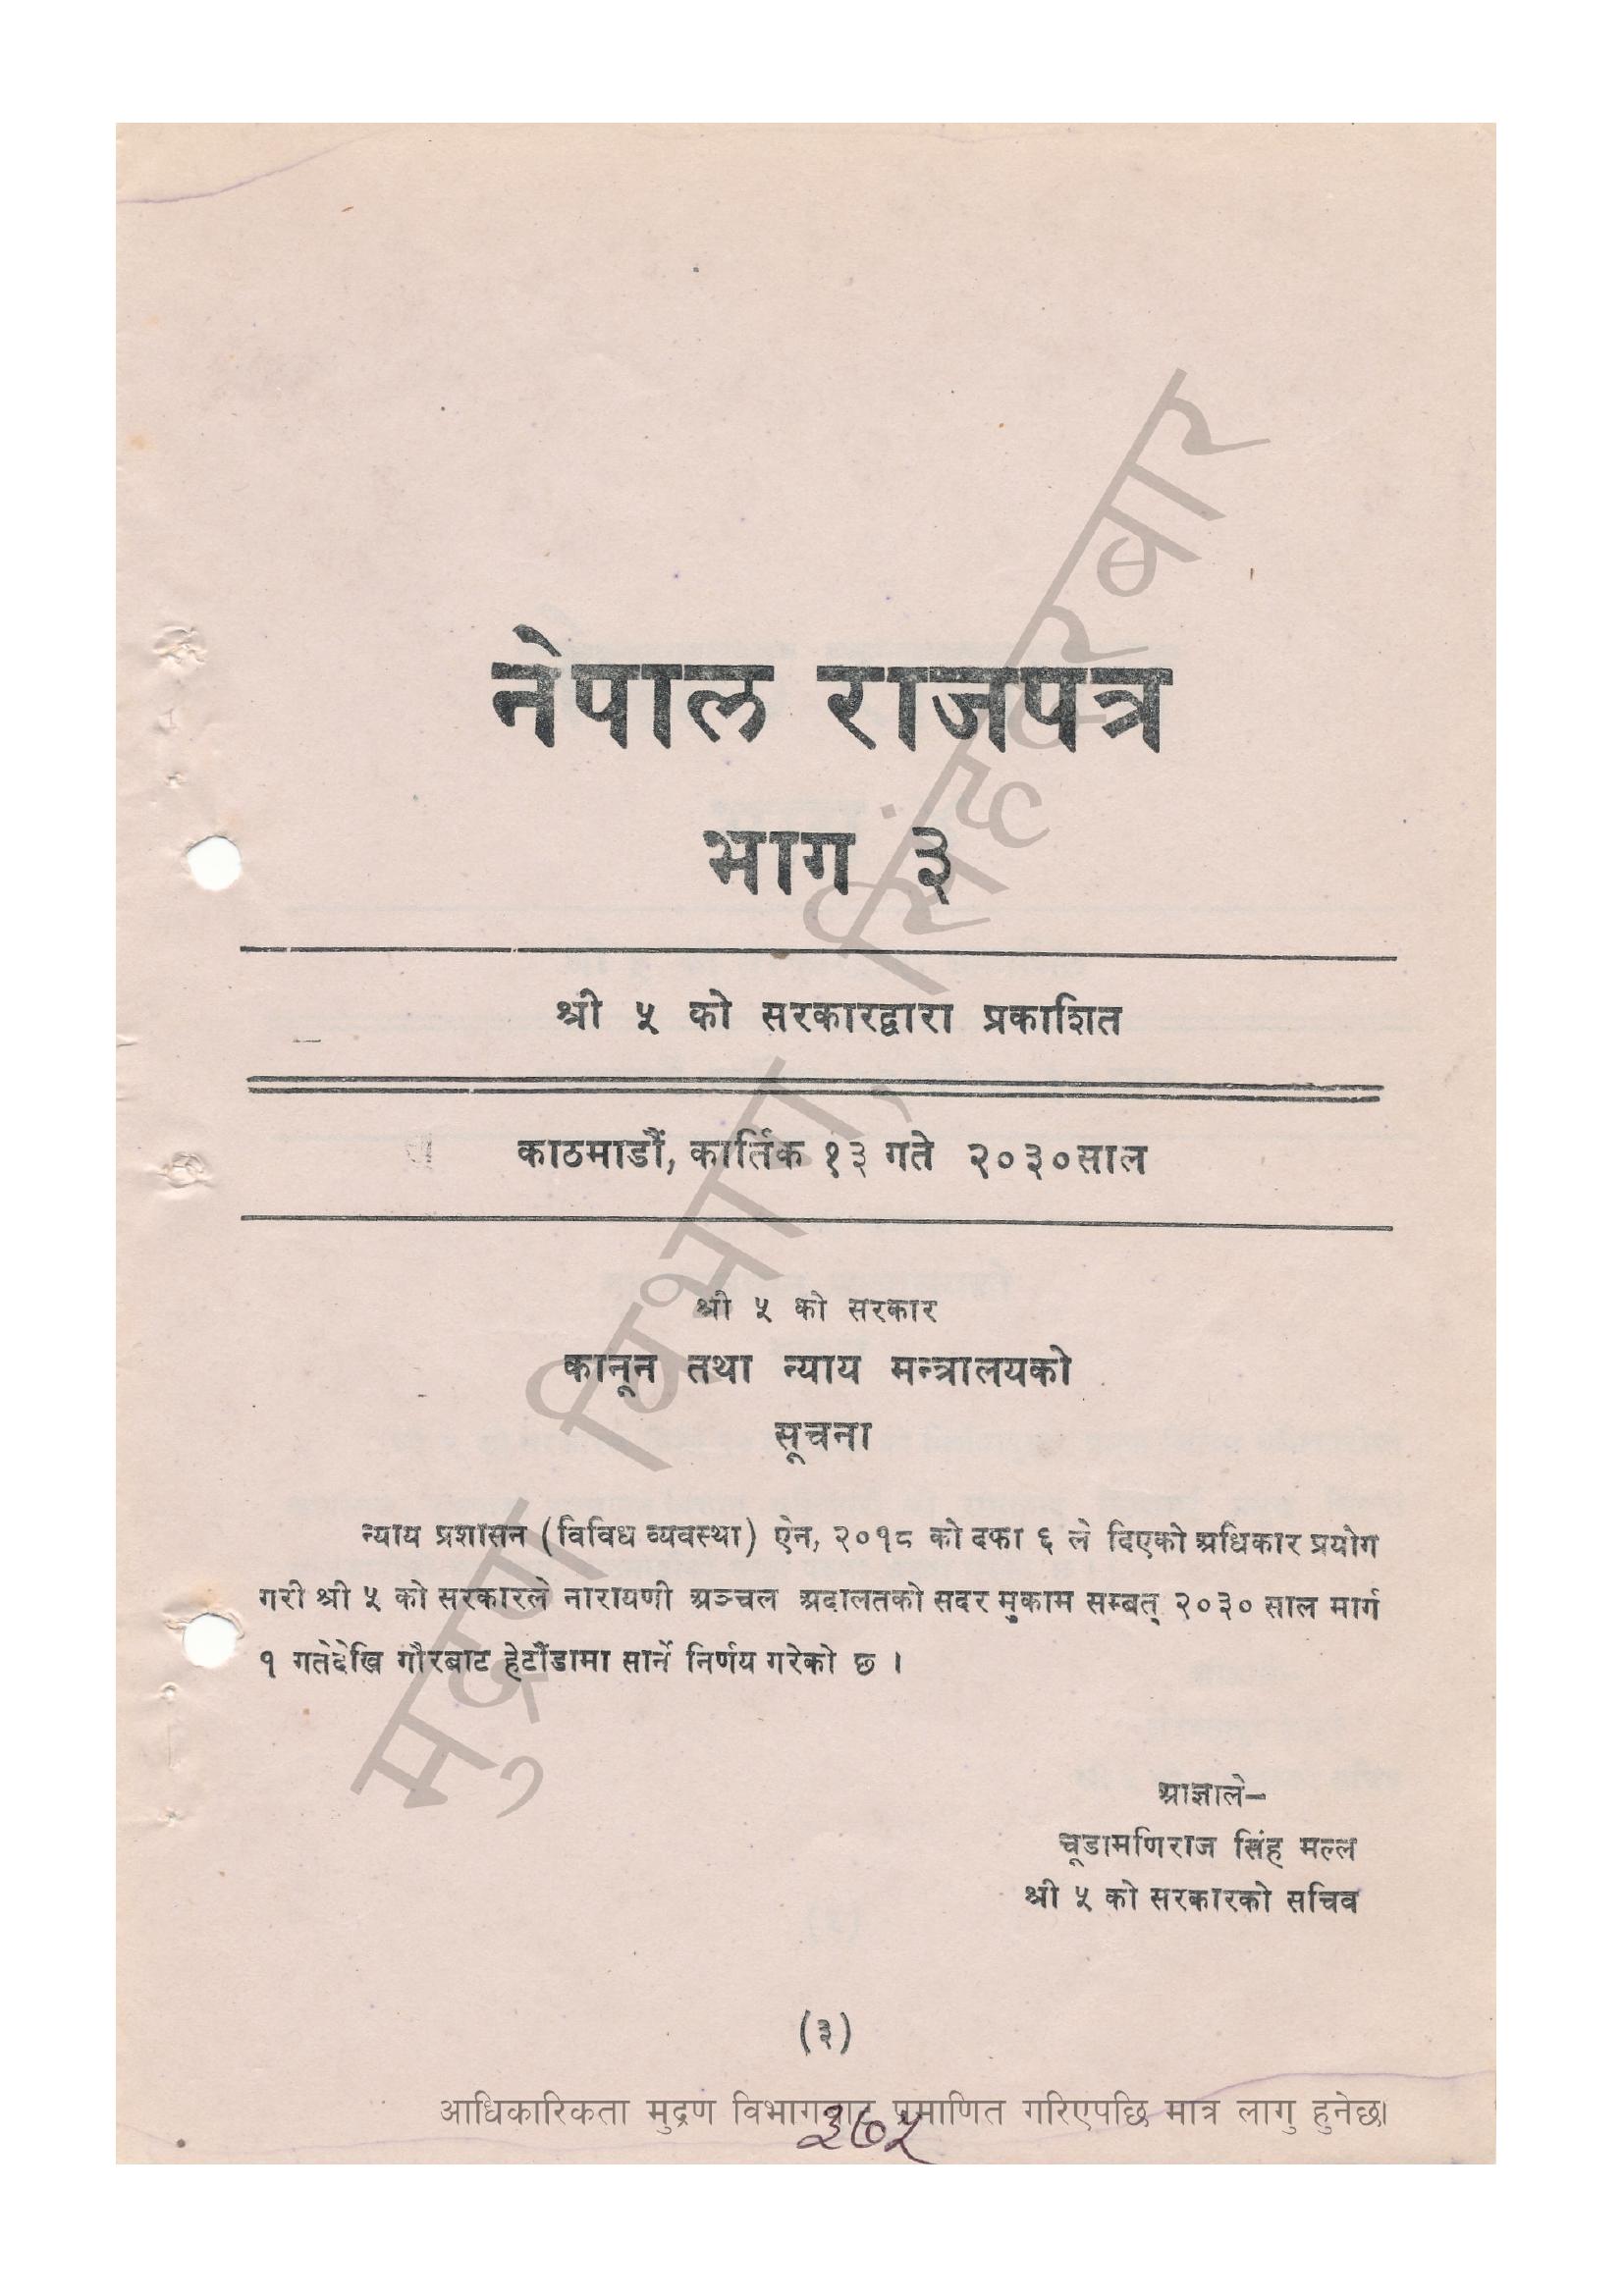 नेपाल राजपत्र
भाग ३
श्री ५ को सरकारद्वारा प्रकाशित
काठमाडौं, कार्तिक १३ गते २०३०साल
श्री ५ को सरकार
कानून तथा न्याय मन्त्रालयको
सूचना
न्याय प्रशासन (विविध व्यवस्था) ऐन, २०१८ को दफा ६ ले दिएको अधिकार प्रयोग
गरी श्री ५ को सरकारले नारायणी अञ्चल अदालतको सदर मुकाम सम्बत् २०३० साल मार्ग
१ गतेदेखि गौरबाट हेटौंडामा सार्ने निर्णय गरेको छ ।
आज्ञाले–
चूडामणिराज सिंह मल्ल
श्री ५ को सरकारको सचिव
(३)
आधिकारिकता मुद्रण विभागबाट प्रमाणित गरिएपछि मात्र लागु हुनेछ।
३७५
मुद्रण विभाग, सिंहदरबार